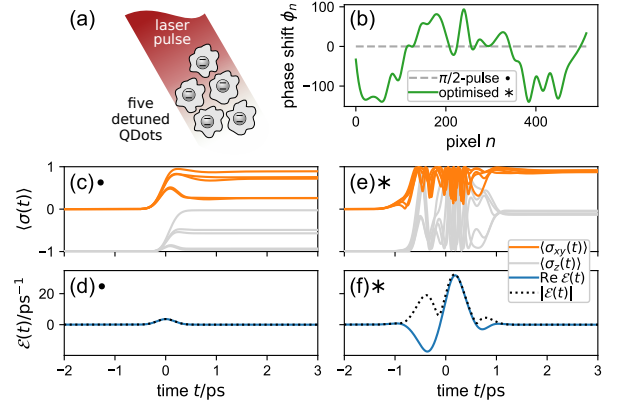 (a)
laser
pulse
five
detuned
QDots
(b)
phase shift ϕn
0
−100
0
200
400
pixel n
π/2-pulse •
optimised ∗
(c) •
⟨σ(t)⟩
1
0
−1
(e) ∗
⟨σxy(t)⟩
⟨σz(t)⟩
Re ℰ(t)
|ℰ(t)|
(d) •
ℰ(t)/ps⁻¹
20
0
−2 −1 0 1 2 3
time t/ps
(f) ∗
−2 −1 0 1 2 3
time t/ps